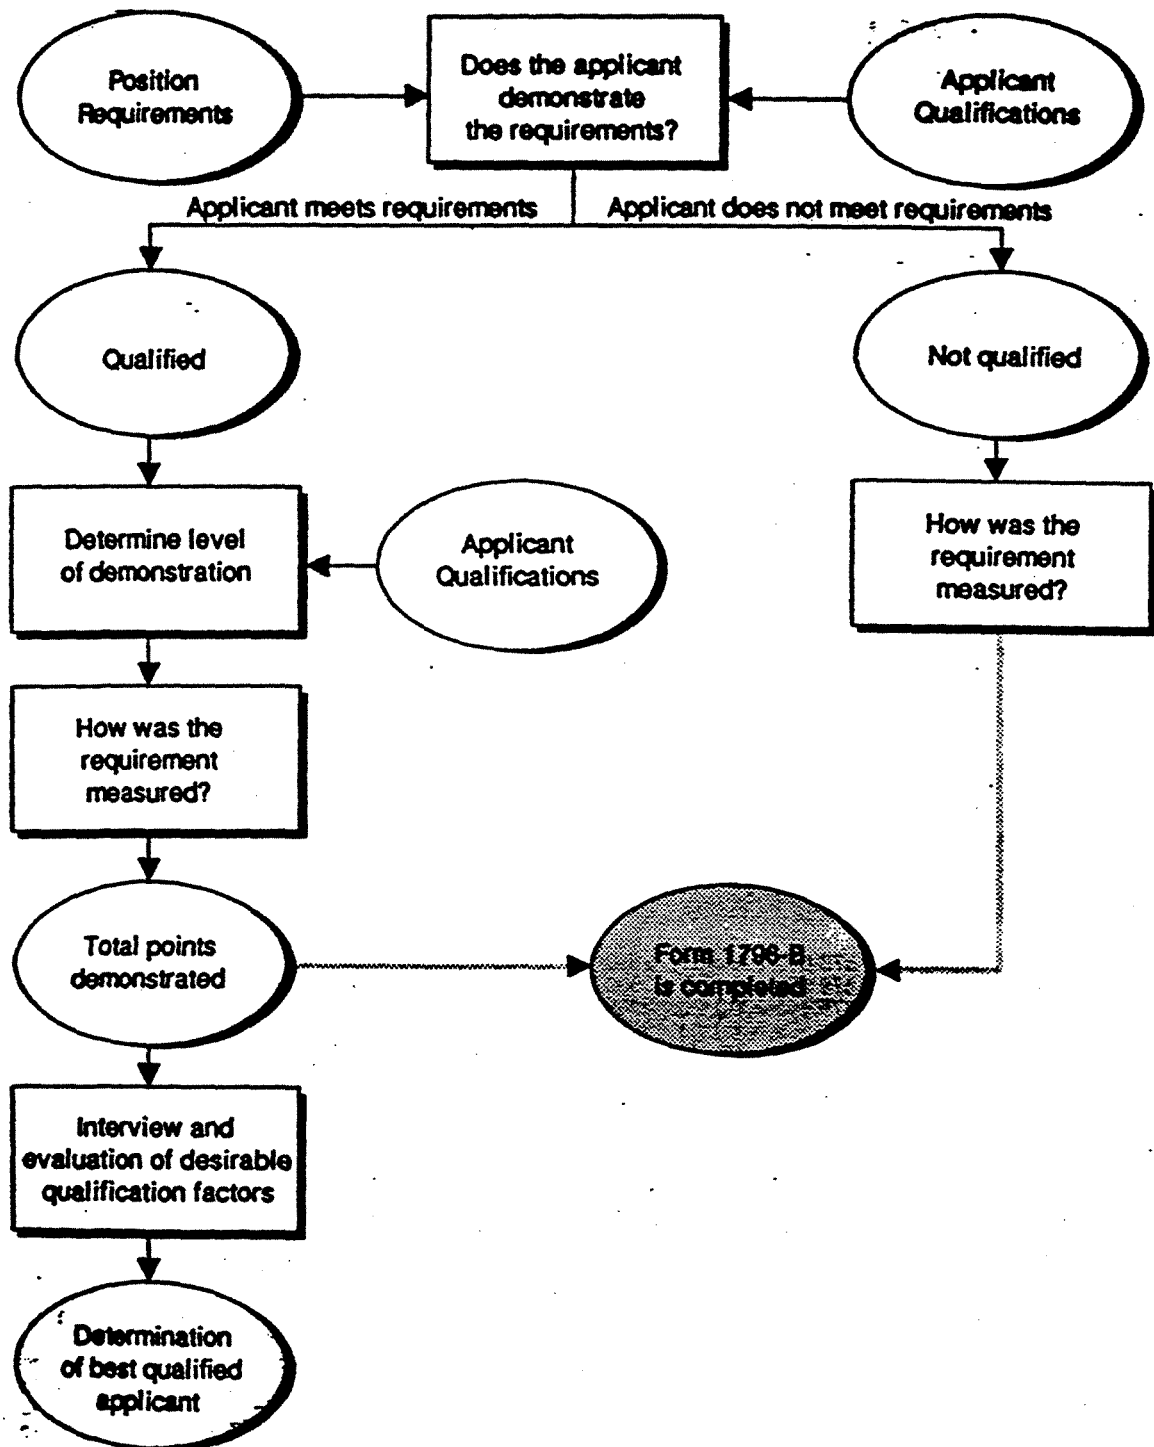 Position
Requirements
Does the applicant
demonstrate
the requirements?
Applicant
Qualifications
Applicant meets requirements
Applicant does not meet requirements
Qualified
Not qualified
Determine level
of demonstration
Applicant
Qualifications
How was the
requirement
measured?
How was the
requirement
measured?
Total points
demonstrated
Form 1796-B
is completed
Interview and
evaluation of desirable
qualification factors
Determination
of best qualified
applicant